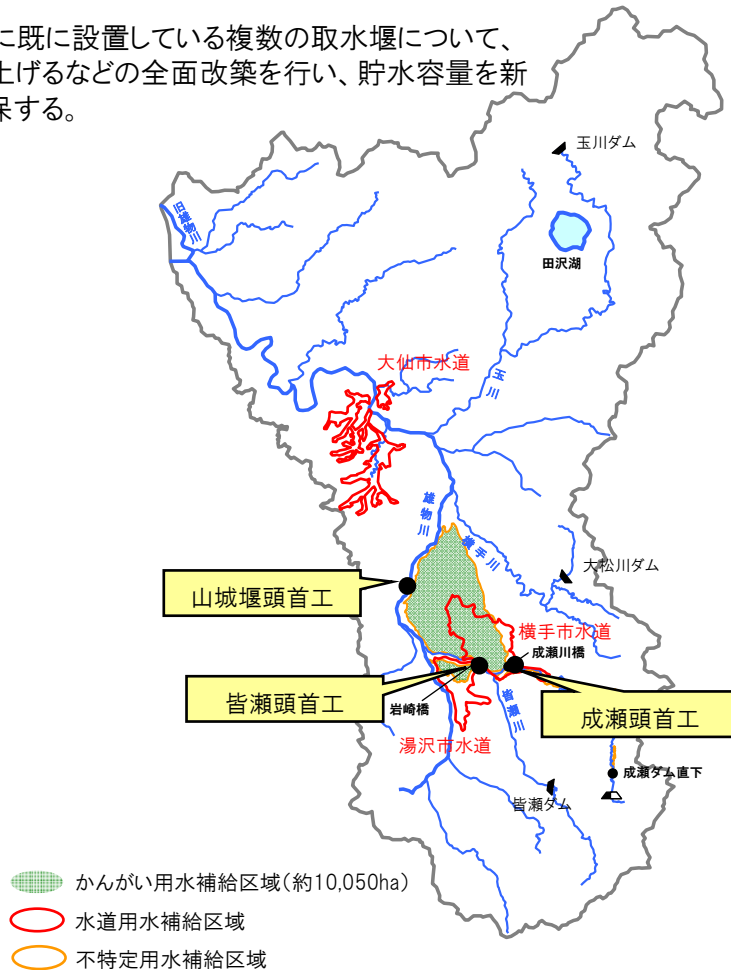 に既に設置している複数の取水堰について、
上げるなどの全面改築を行い、貯水容量を新
保する。
玉川ダム
旧雄物川
田沢湖
大仙市水道
玉川
雄物川
横手川
大松川ダム
山城堰頭首工
横手市水道
成瀬川橋
皆瀬頭首工
岩崎橋
皆瀬川
成瀬頭首工
湯沢市水道
成瀬ダム直下
皆瀬ダム
かんがい用水補給区域(約10,050ha)
水道用水補給区域
不特定用水補給区域